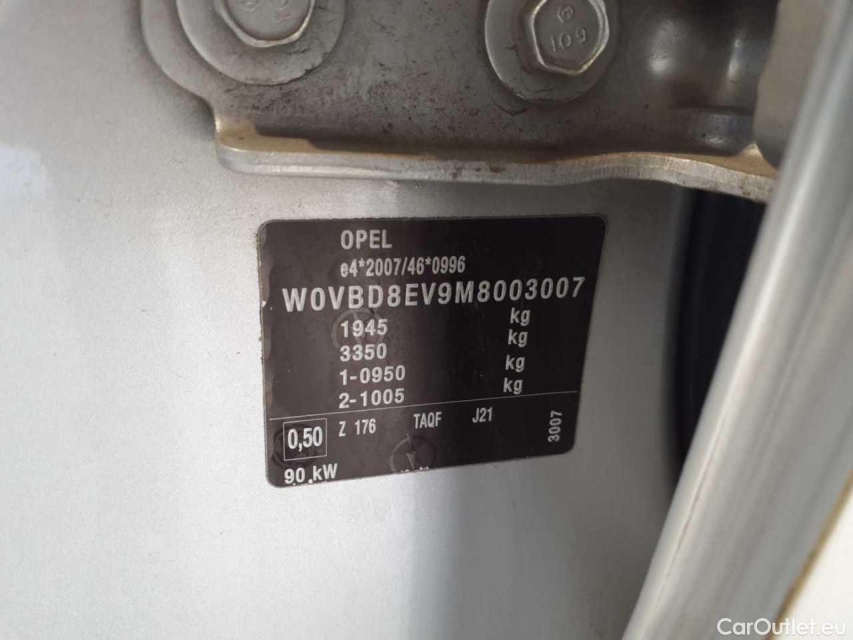 109
OPEL
e4*2007/46*0996
W0VBD8EV9M8003007
1945 kg
3350 kg
1-0950 kg
2-1005 kg
0,50 Z 176 TAQF J21 3007
90 kW
CarOutlet.eu